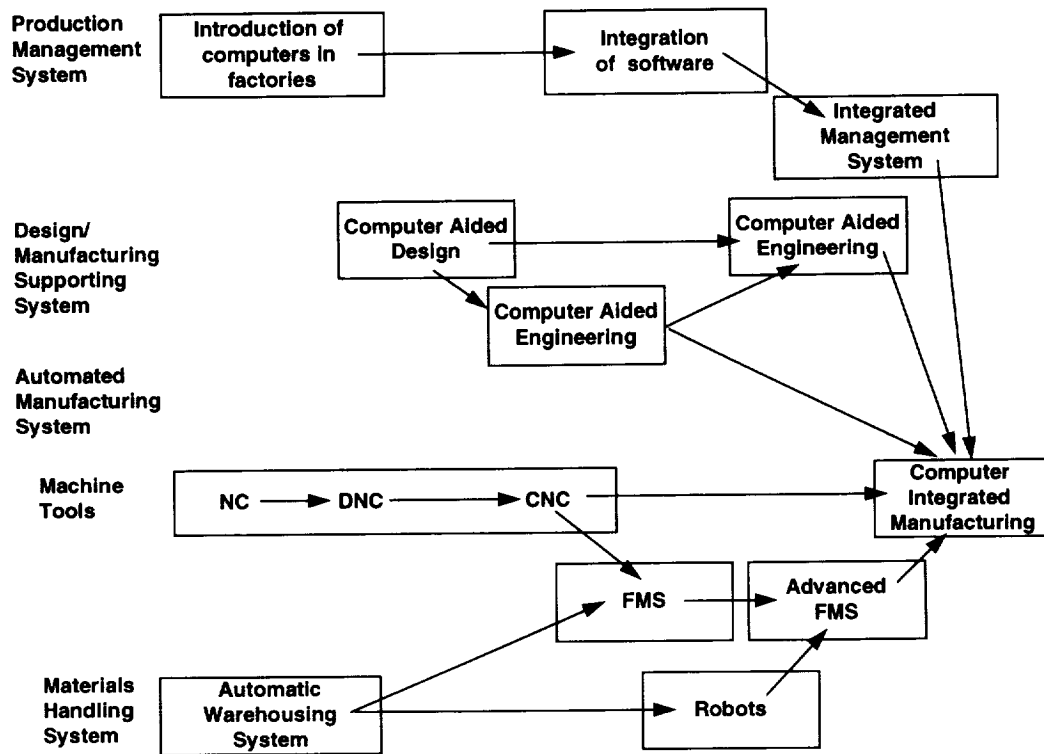 Production
Management
System
Introduction of
computers in
factories
Integration
of software
Integrated
Management
System
Design/
Manufacturing
Supporting
System
Computer Aided
Design
Computer Aided
Engineering
Computer Aided
Engineering
Automated
Manufacturing
System
Machine
Tools
NC
DNC
CNC
Computer
Integrated
Manufacturing
FMS
Advanced
FMS
Materials
Handling
System
Automatic
Warehousing
System
Robots